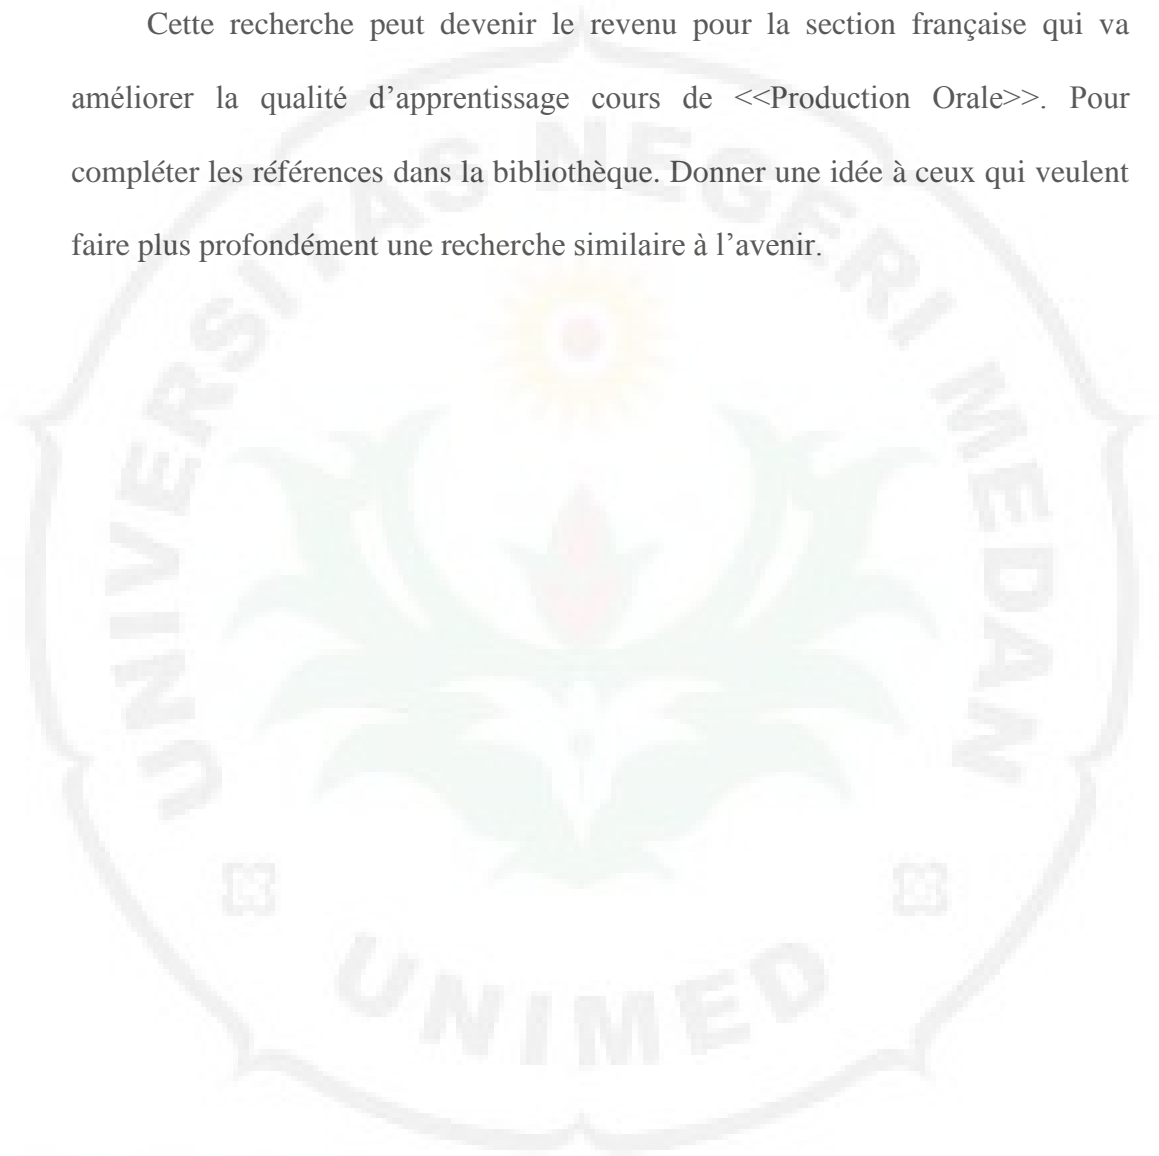 Cette recherche peut devenir le revenu pour la section française qui va
améliorer la qualité d’apprentissage cours de <<Production Orale>>. Pour
compléter les références dans la bibliothèque. Donner une idée à ceux qui veulent
faire plus profondément une recherche similaire à l’avenir.
UNIVERSITAS NEGERI MEDAN
UNIMED